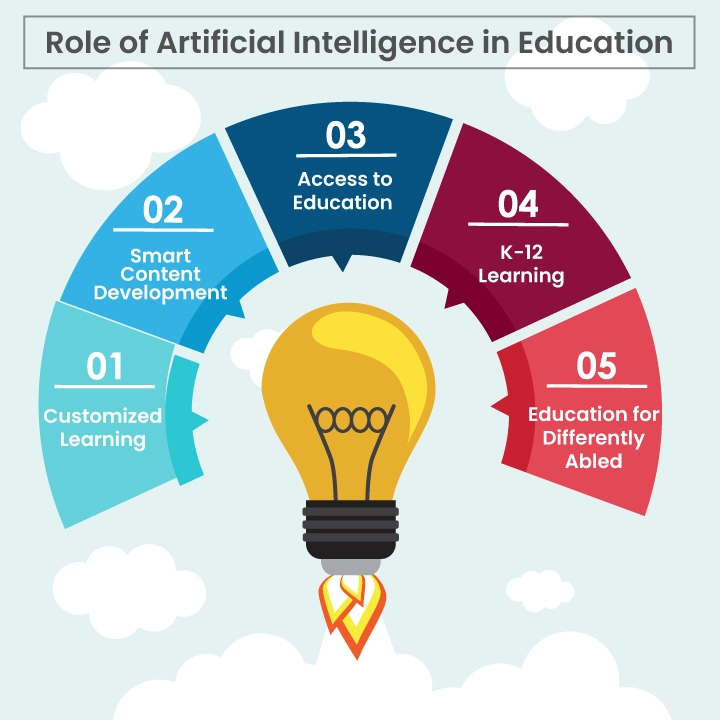 Role of Artificial Intelligence in Education
01
Customized
Learning
02
Smart
Content
Development
03
Access to
Education
04
K-12
Learning
05
Education for
Differently
Abled